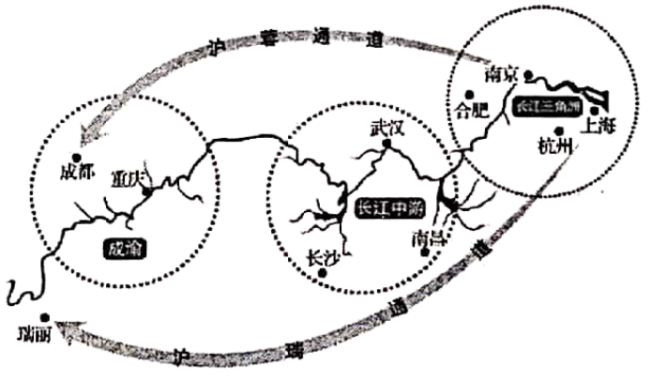 沪蓉通道
南京
合肥
长江三角洲
上海
杭州
武汉
成都
重庆
长江中游
成渝
南昌
长沙
瑞丽
沪瑞通道